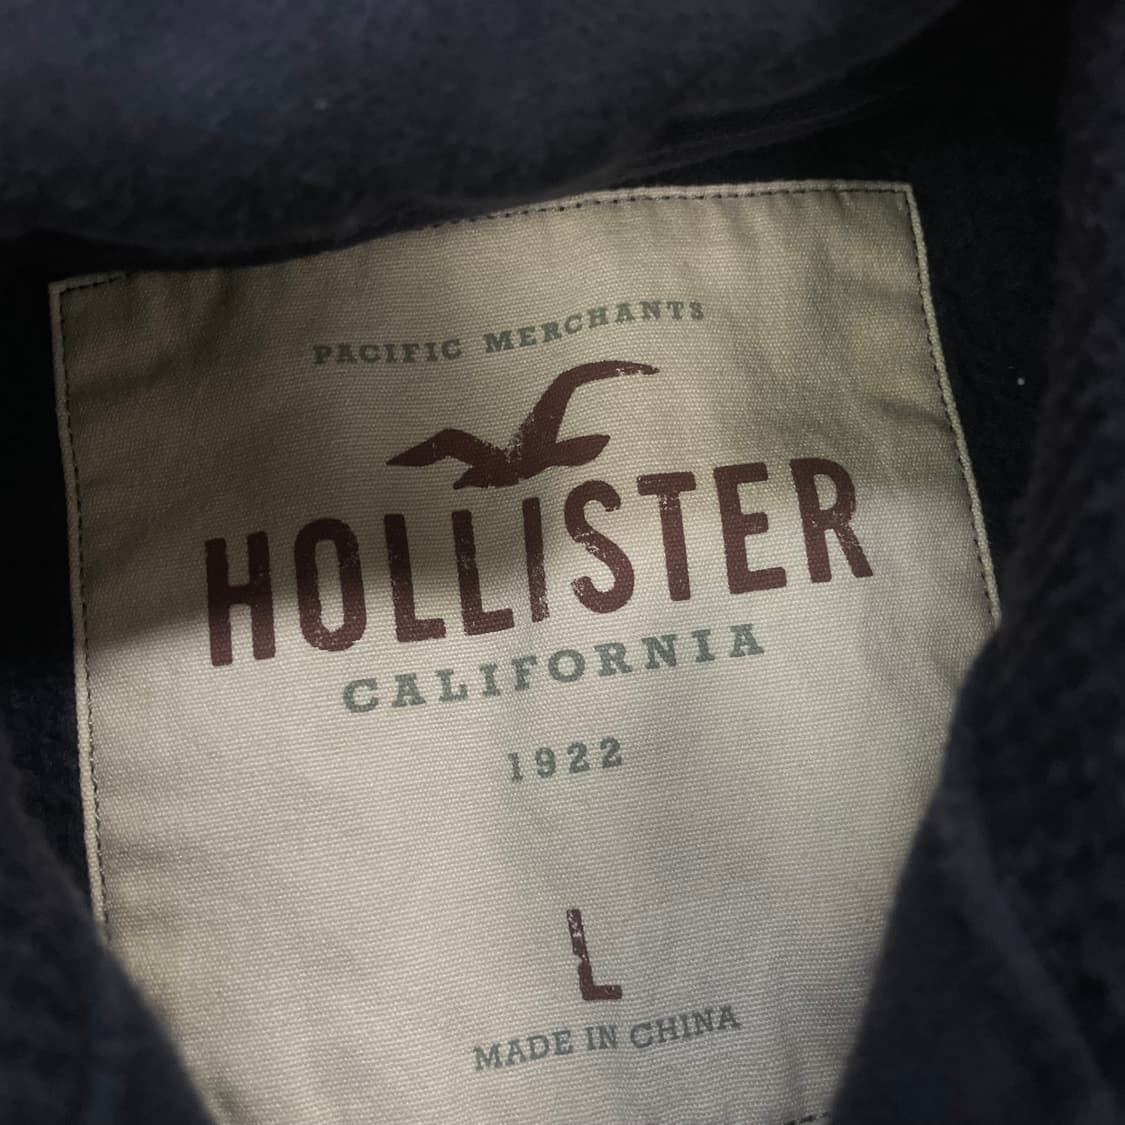 PACIFIC MERCHANTS
HOLLISTER
CALIFORNIA
1922
L
MADE IN CHINA